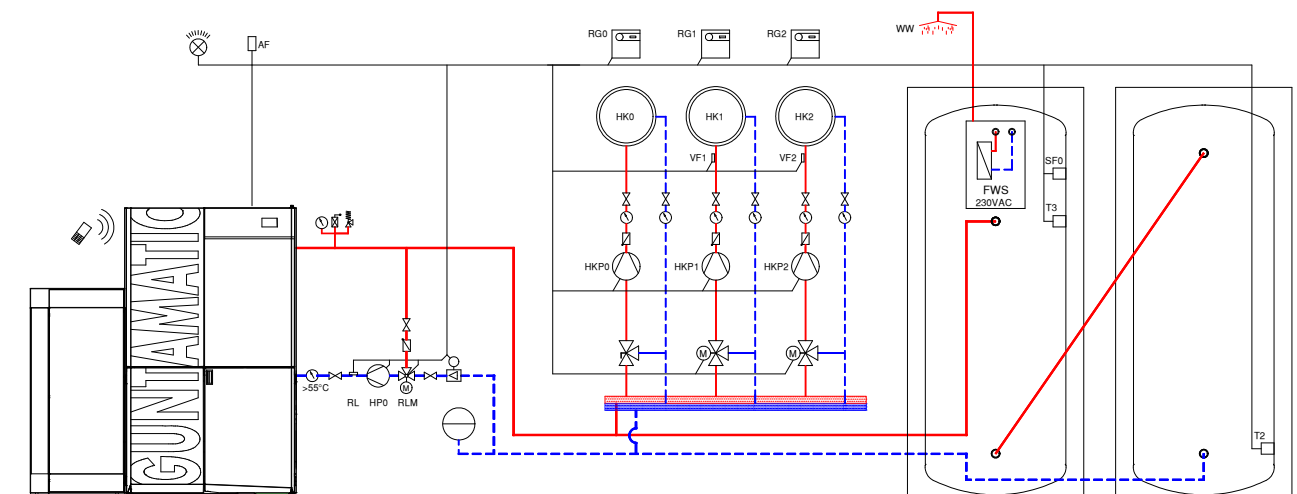 WW
RG0
RG1
RG2
AF
HK0
HK1
HK2
VF1
VF2
SF0
FWS
230VAC
T3
GUNTAMATIC
HKP0
HKP1
HKP2
M
M
>55°C
M
RL
HP0
RLM
T2